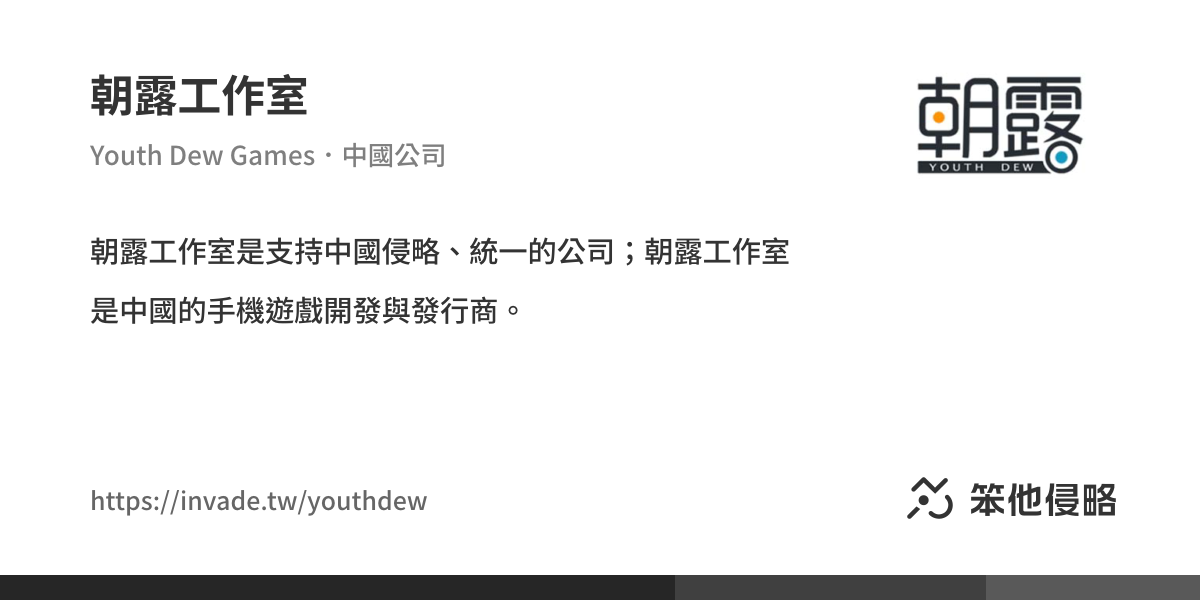 朝露工作室
Youth Dew Games・中國公司
朝露
YOUTH DEW
朝露工作室是支持中國侵略、統一的公司；朝露工作室
是中國的手機遊戲開發與發行商。
https://invade.tw/youthdew
笨他侵略